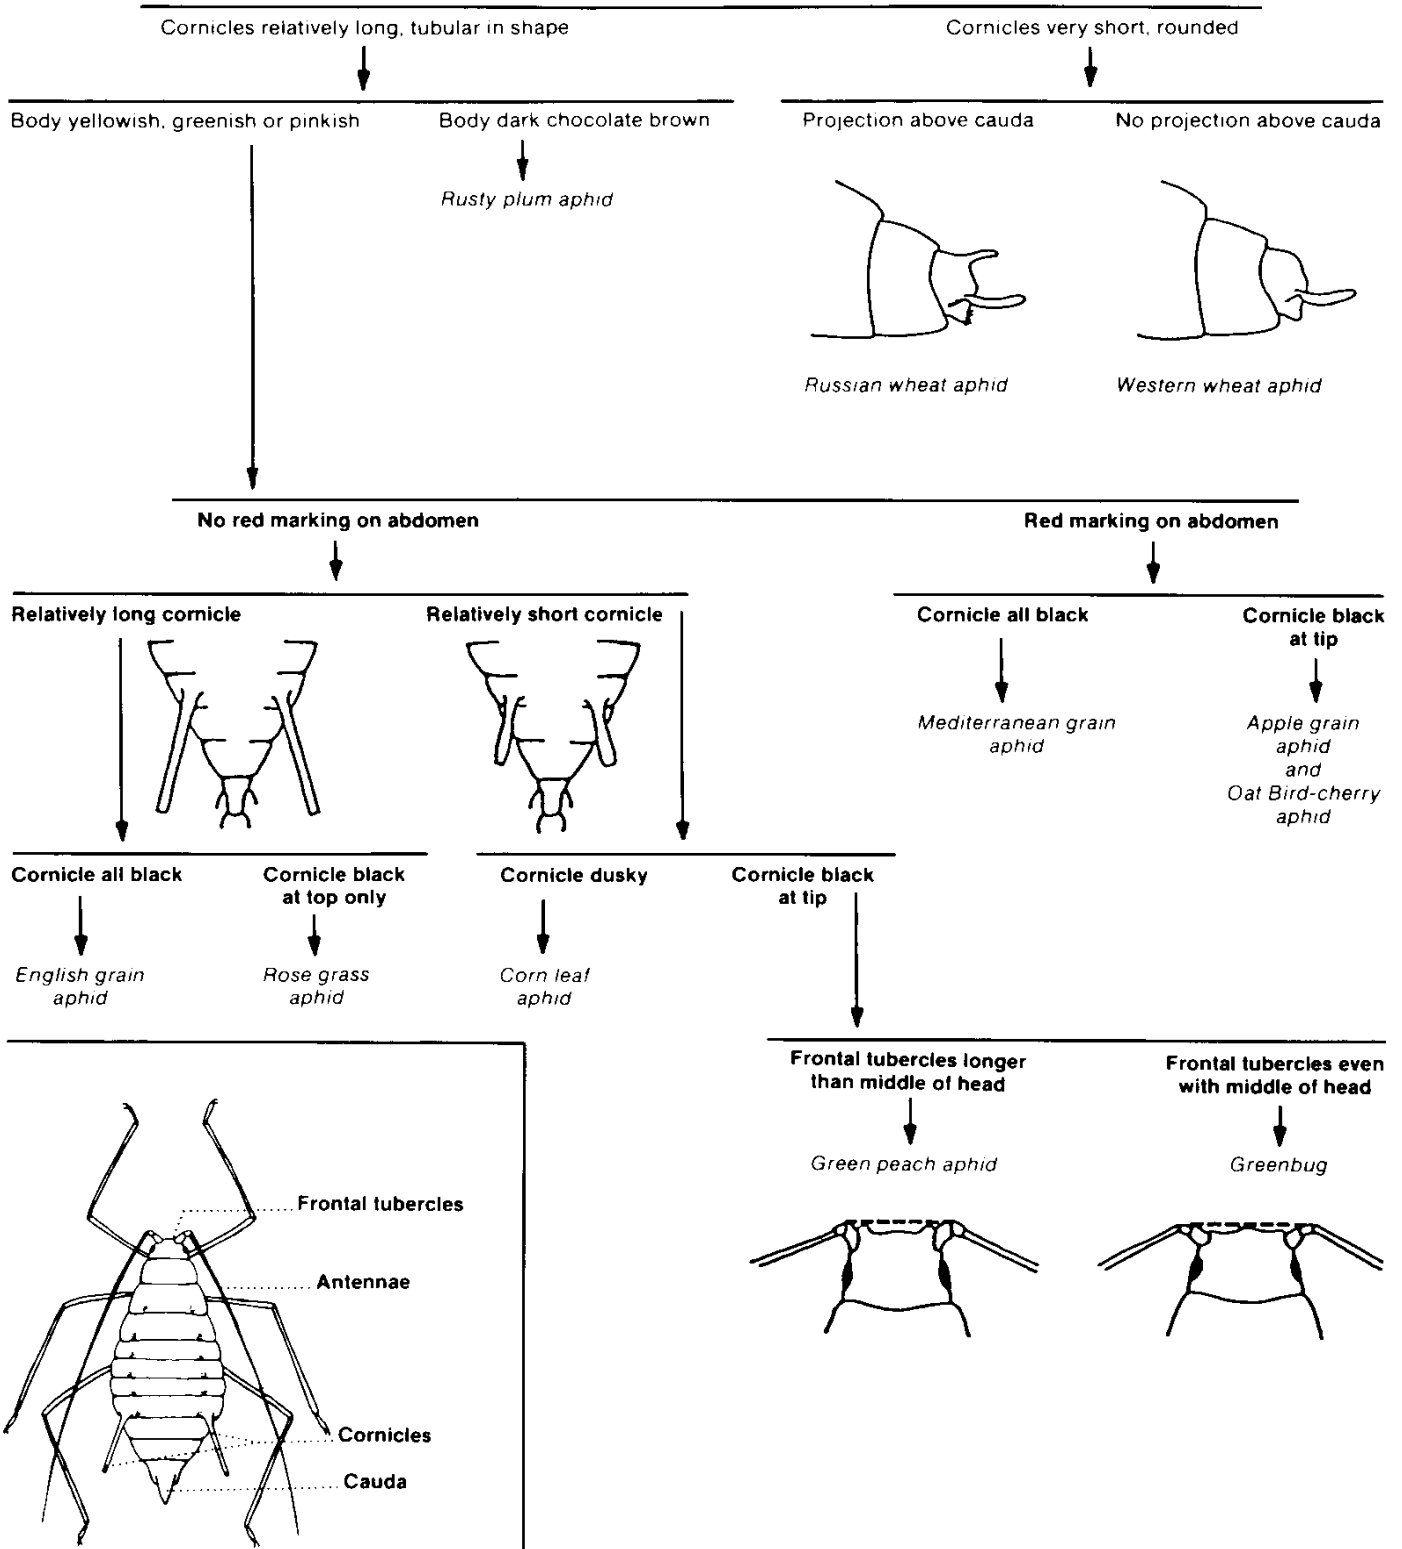 Cornicles relatively long, tubular in shape
Cornicles very short, rounded
Body yellowish, greenish or pinkish
Body dark chocolate brown
Projection above cauda
No projection above cauda
Rusty plum aphid
Russian wheat aphid
Western wheat aphid
No red marking on abdomen
Red marking on abdomen
Relatively long cornicle
Relatively short cornicle
Cornicle all black
Cornicle black
at tip
Mediterranean grain
aphid
Apple grain
aphid
and
Oat Bird-cherry
aphid
Cornicle all black
Cornicle black
at top only
Cornicle dusky
Cornicle black
at tip
English grain
aphid
Rose grass
aphid
Corn leaf
aphid
Frontal tubercles longer
than middle of head
Frontal tubercles even
with middle of head
Green peach aphid
Greenbug
Frontal tubercles
Antennae
Cornicles
Cauda